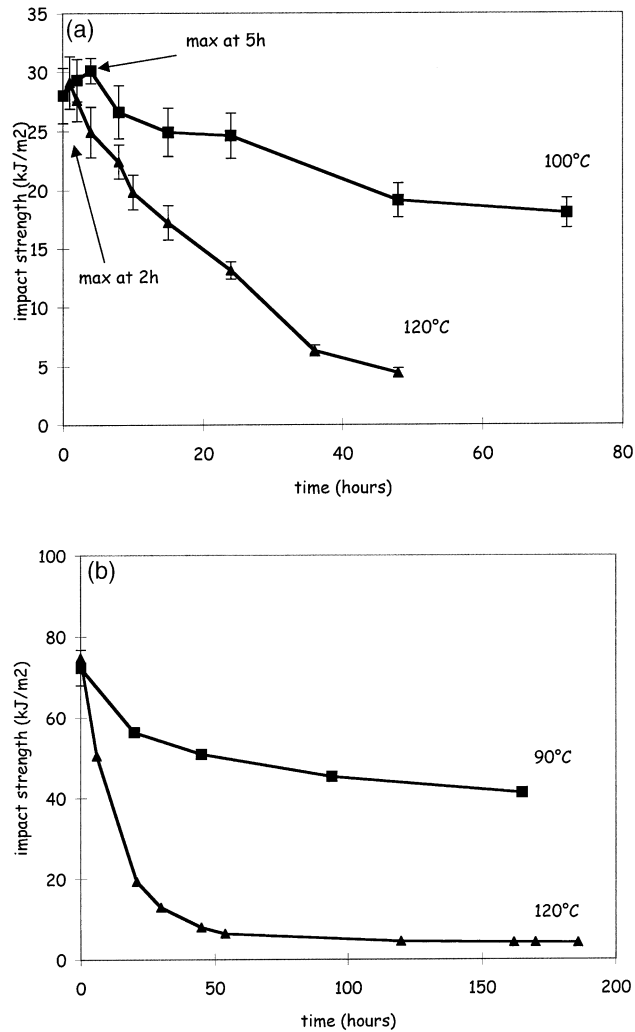 (a)
max at 5h
max at 2h
100°C
120°C
35
30
25
20
15
10
5
0
impact strength (kJ/m2)
0 20 40 60 80
time (hours)
(b)
90°C
120°C
100
80
60
40
20
0
impact strength (kJ/m2)
0 50 100 150 200
time (hours)